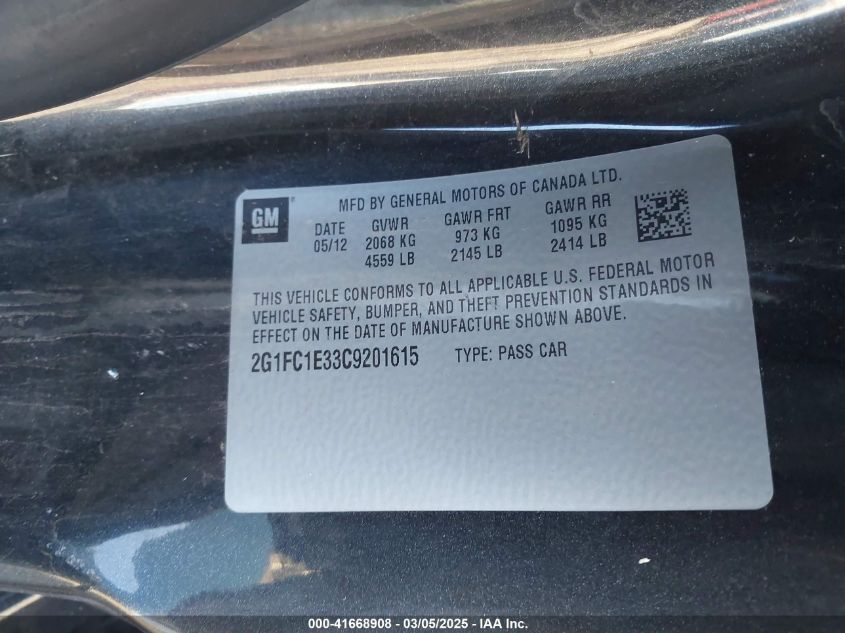 GM
MFD BY GENERAL MOTORS OF CANADA LTD.
DATE GVWR GAWR FRT GAWR RR
05/12 2068 KG 973 KG 1095 KG
4559 LB 2145 LB 2414 LB
THIS VEHICLE CONFORMS TO ALL APPLICABLE U.S. FEDERAL MOTOR
VEHICLE SAFETY, BUMPER, AND THEFT PREVENTION STANDARDS IN
EFFECT ON THE DATE OF MANUFACTURE SHOWN ABOVE.
2G1FC1E33C9201615 TYPE: PASS CAR
000-41668908 - 03/05/2025 - IAA Inc.